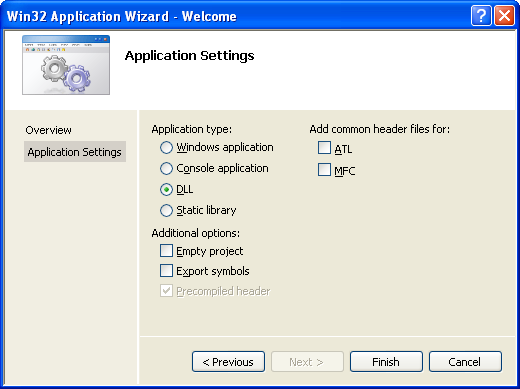 Win32 Application Wizard - Welcome
Application Settings
Overview
Application Settings
Application type:
Windows application
Console application
DLL
Static library
Additional options:
Empty project
Export symbols
Precompiled header
Add common header files for:
ATL
MFC
< Previous
Next >
Finish
Cancel